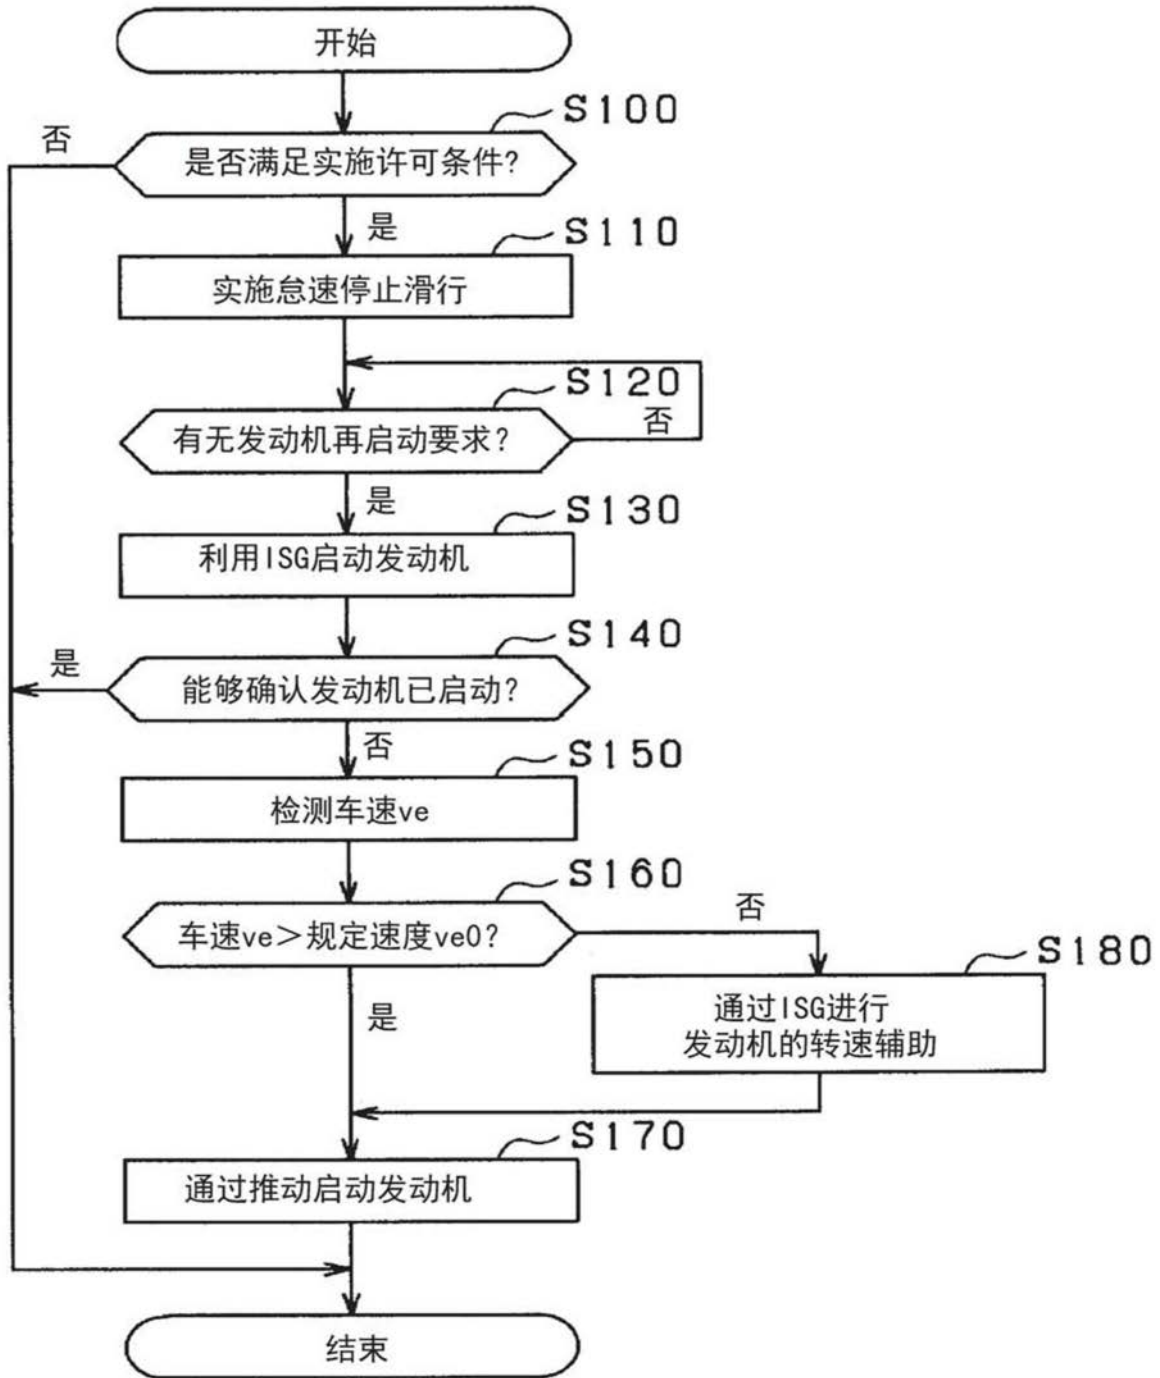 开始
S100
否
是否满足实施许可条件?
是
S110
实施怠速停止滑行
S120
有无发动机再启动要求?
否
是
S130
利用ISG启动发动机
S140
是
能够确认发动机已启动?
否
S150
检测车速ve
S160
车速ve＞规定速度ve0?
否
S180
是
通过ISG进行
发动机的转速辅助
S170
通过推动启动发动机
结束